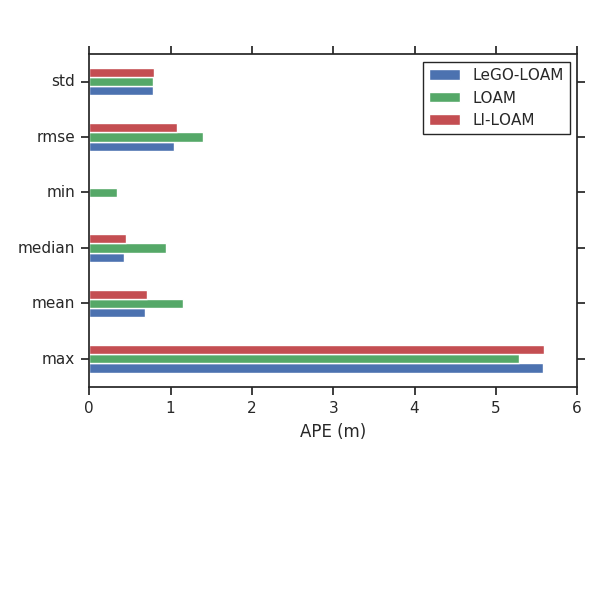 LeGO-LOAM
LOAM
LI-LOAM
std
rmse
min
median
mean
max
0 1 2 3 4 5 6
APE (m)